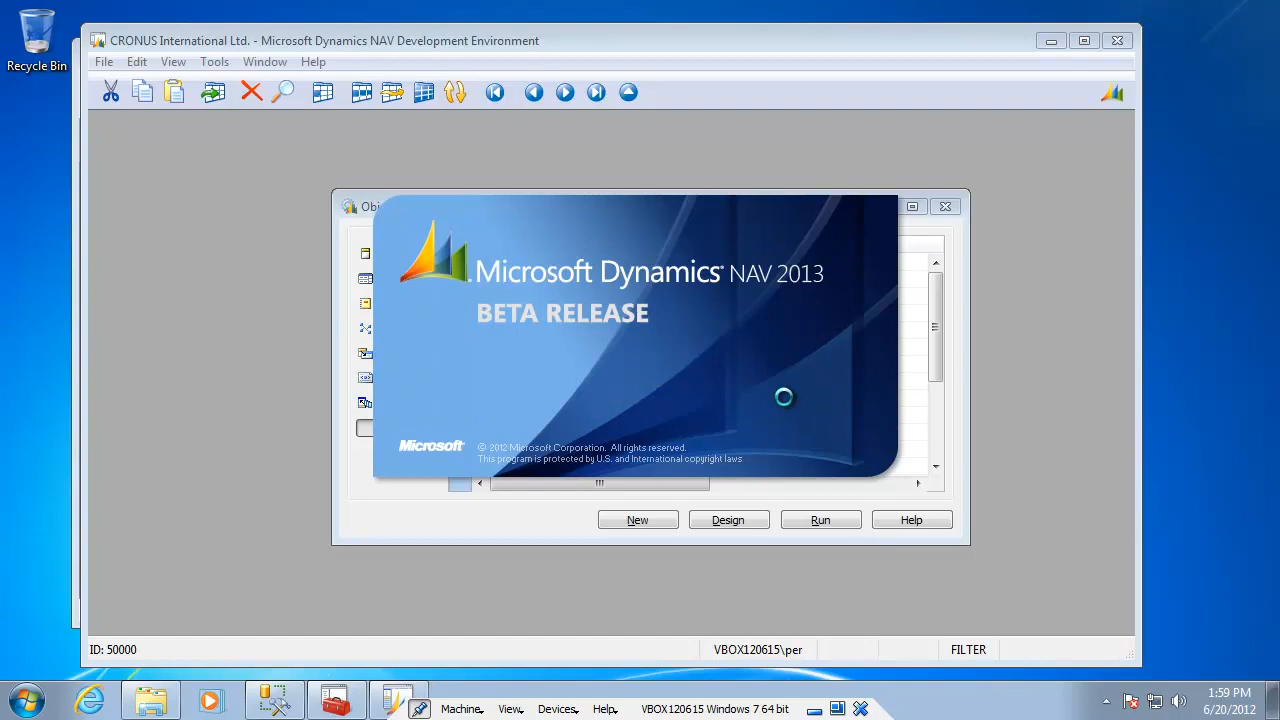 Recycle Bin
CRONUS International Ltd. - Microsoft Dynamics NAV Development Environment
File Edit View Tools Window Help
Obj
Microsoft Dynamics NAV 2013
BETA RELEASE
Microsoft
© 2012 Microsoft Corporation. All rights reserved.
This program is protected by U.S. and International copyright laws
New Design Run Help
ID: 50000 VBOX120615\per FILTER
Machine View Devices Help VBOX120615 Windows 7 64 bit
1:59 PM
6/20/2012